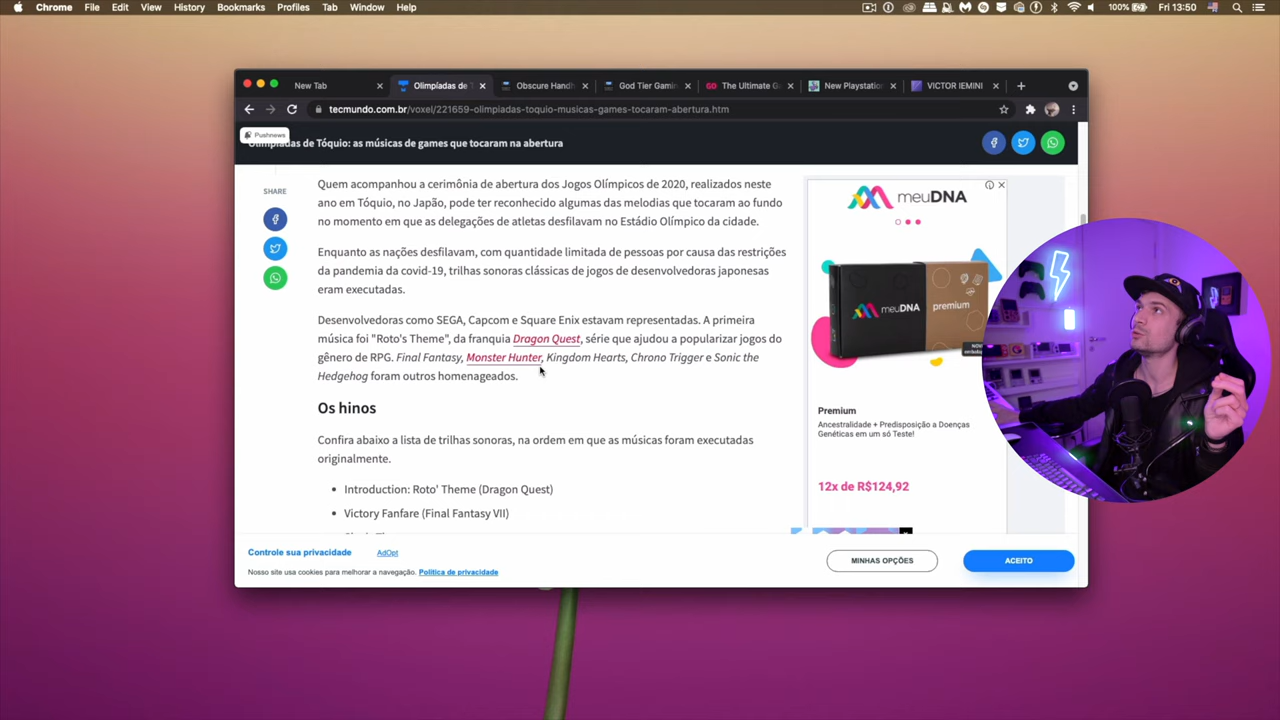 Chrome File Edit View History Bookmarks Profiles Tab Window Help
100% Fri 13:50
New Tab
Olimpíadas de T
Obscure Handh
God Tier Gamin
The Ultimate G
New Playstatio
VICTOR IEMINI
tecmundo.com.br/voxel/221659-olimpiadas-toquio-musicas-games-tocaram-abertura.htm
Pushnews
Olimpíadas de Tóquio: as músicas de games que tocaram na abertura
SHARE
Quem acompanhou a cerimônia de abertura dos Jogos Olímpicos de 2020, realizados neste
ano em Tóquio, no Japão, pode ter reconhecido algumas das melodias que tocaram ao fundo
no momento em que as delegações de atletas desfilavam no Estádio Olímpico da cidade.
Enquanto as nações desfilavam, com quantidade limitada de pessoas por causa das restrições
da pandemia da covid-19, trilhas sonoras clássicas de jogos de desenvolvedoras japonesas
eram executadas.
Desenvolvedoras como SEGA, Capcom e Square Enix estavam representadas. A primeira
música foi "Roto's Theme", da franquia Dragon Quest, série que ajudou a popularizar jogos do
gênero de RPG. Final Fantasy, Monster Hunter, Kingdom Hearts, Chrono Trigger e Sonic the
Hedgehog foram outros homenageados.
Os hinos
Confira abaixo a lista de trilhas sonoras, na ordem em que as músicas foram executadas
originalmente.
• Introduction: Roto' Theme (Dragon Quest)
• Victory Fanfare (Final Fantasy VII)
meuDNA
meuDNA
premium
Premium
Ancestralidade + Predisposição a Doenças
Genéticas em um só Teste!
12x de R$124,92
Controle sua privacidade AdOpt
Nosso site usa cookies para melhorar a navegação. Política de privacidade
MINHAS OPÇÕES
ACEITO